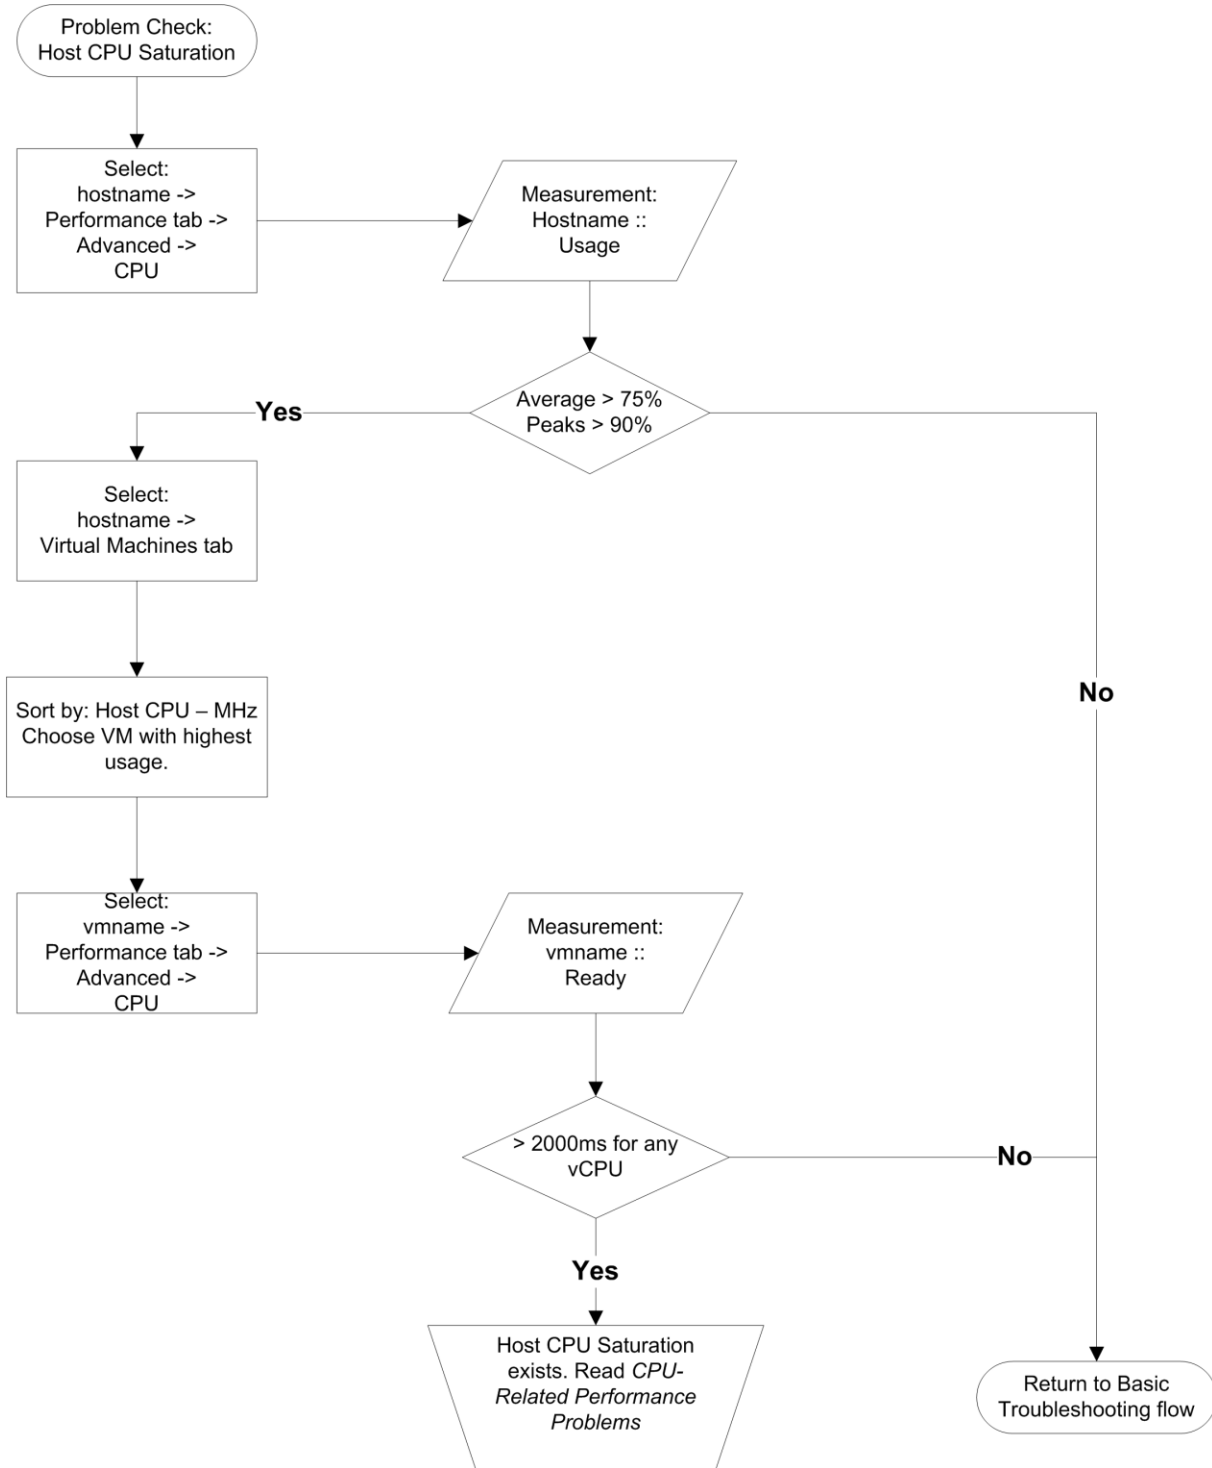 Problem Check:
Host CPU Saturation
Select:
hostname ->
Performance tab ->
Advanced ->
CPU
Measurement:
Hostname ::
Usage
Average > 75%
Peaks > 90%
Yes
Select:
hostname ->
Virtual Machines tab
No
Sort by: Host CPU – MHz
Choose VM with highest
usage.
Select:
vmname ->
Performance tab ->
Advanced ->
CPU
Measurement:
vmname ::
Ready
> 2000ms for any
vCPU
No
Yes
Host CPU Saturation
exists. Read CPU-
Related Performance
Problems
Return to Basic
Troubleshooting flow